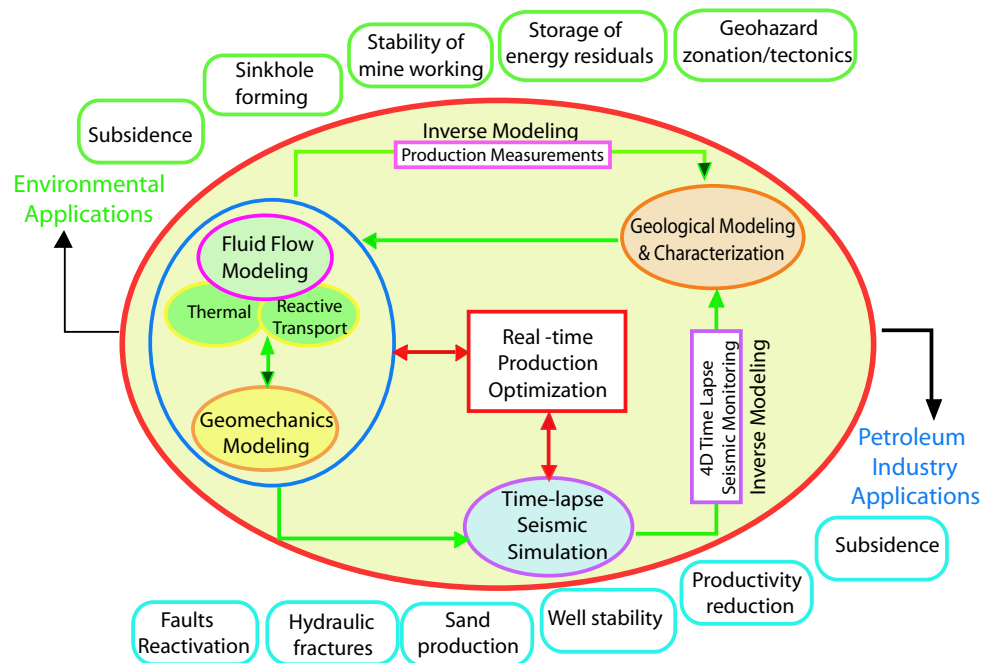 Geohazard
zonation/tectonics
Storage of
energy residuals
Stability of
mine working
Sinkhole
forming
Subsidence
Environmental
Applications
Inverse Modeling
Production Measurements
Fluid Flow
Modeling
Thermal
Reactive
Transport
Geomechanics
Modeling
Geological Modeling
& Characterization
Real -time
Production
Optimization
4D Time Lapse
Seismic Monitoring
Inverse Modeling
Time-lapse
Seismic
Simulation
Petroleum
Industry
Applications
Subsidence
Productivity
reduction
Well stability
Sand
production
Hydraulic
fractures
Faults
Reactivation